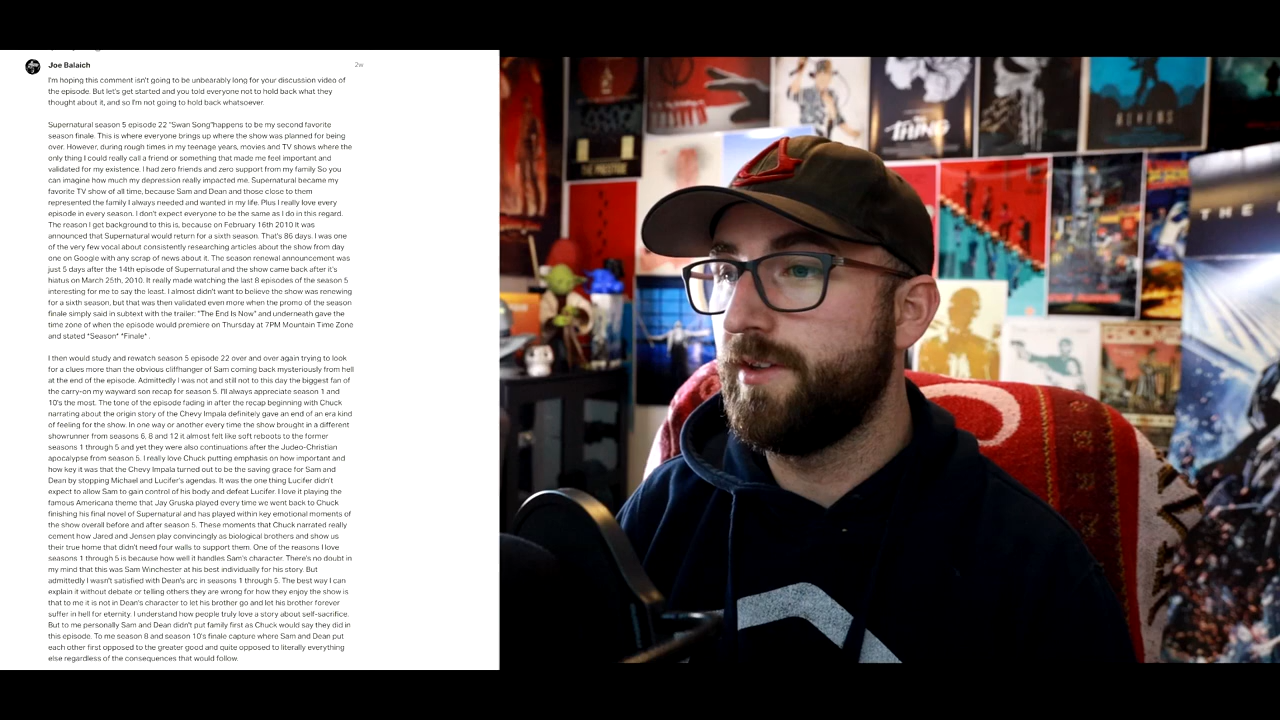 Joe Balaich
2w
I'm hoping this comment isn't going to be unbearably long for your discussion video of
the episode. But let's get started and you told everyone not to hold back what they
thought about it, and so I'm not going to hold back whatsoever.
Supernatural season 5 episode 22 "Swan Song"happens to be my second favorite
season finale. This is where everyone brings up where the show was planned for being
over. However, during rough times in my teenage years, movies and TV shows where the
only thing I could really call a friend or something that made me feel important and
validated for my existence. I had zero friends and zero support from my family So you
can imagine how much my depression really impacted me. Supernatural became my
favorite TV show of all time, because Sam and Dean and those close to them
represented the family I always needed and wanted in my life. Plus I really love every
episode in every season. I don't expect everyone to be the same as I do in this regard.
The reason I get background to this is, because on February 16th 2010 it was
announced that Supernatural would return for a sixth season. That's 86 days. I was one
of the very few vocal about consistently researching articles about the show from day
one on Google with any scrap of news about it. The season renewal announcement was
just 5 days after the 14th episode of Supernatural and the show came back after it's
hiatus on March 25th, 2010. It really made watching the last 8 episodes of the season 5
interesting for me to say the least. I almost didn't want to believe the show was renewing
for a sixth season, but that was then validated even more when the promo of the season
finale simply said in subtext with the trailer: "The End Is Now" and underneath gave the
time zone of when the episode would premiere on Thursday at 7PM Mountain Time Zone
and stated *Season* *Finale* .
I then would study and rewatch season 5 episode 22 over and over again trying to look
for a clues more than the obvious cliffhanger of Sam coming back mysteriously from hell
at the end of the episode. Admittedly I was not and still not to this day the biggest fan of
the carry-on my wayward son recap for season 5. I'll always appreciate season 1 and
10's the most. The tone of the episode fading in after the recap beginning with Chuck
narrating about the origin story of the Chevy Impala definitely gave an end of an era kind
of feeling for the show. In one way or another every time the show brought in a different
showrunner from seasons 6, 8 and 12 it almost felt like soft reboots to the former
seasons 1 through 5 and yet they were also continuations after the Judeo-Christian
apocalypse from season 5. I really love Chuck putting emphasis on how important and
how key it was that the Chevy Impala turned out to be the saving grace for Sam and
Dean by stopping Michael and Lucifer's agendas. It was the one thing Lucifer didn't
expect to allow Sam to gain control of his body and defeat Lucifer. I love it playing the
famous Americana theme that Jay Gruska played every time we went back to Chuck
finishing his final novel of Supernatural and has played within key emotional moments of
the show overall before and after season 5. These moments that Chuck narrated really
cement how Jared and Jensen play convincingly as biological brothers and show us
their true home that didn't need four walls to support them. One of the reasons I love
seasons 1 through 5 is because how well it handles Sam's character. There's no doubt in
my mind that this was Sam Winchester at his best individually for his story. But
admittedly I wasn't satisfied with Dean's arc in seasons 1 through 5. The best way I can
explain it without debate or telling others they are wrong for how they enjoy the show is
that to me it is not in Dean's character to let his brother go and let his brother forever
suffer in hell for eternity. I understand how people truly love a story about self-sacrifice.
But to me personally Sam and Dean didn't put family first as Chuck would say they did in
this episode. To me season 8 and season 10's finale capture where Sam and Dean put
each other first opposed to the greater good and quite opposed to literally everything
else regardless of the consequences that would follow.
THE THING
ALIENS
THE